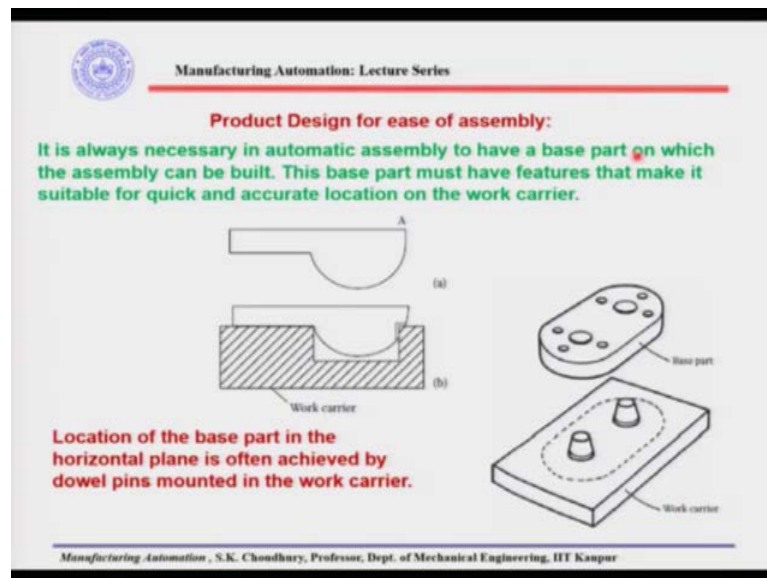 Manufacturing Automation: Lecture Series
Product Design for ease of assembly:
It is always necessary in automatic assembly to have a base part on which
the assembly can be built. This base part must have features that make it
suitable for quick and accurate location on the work carrier.
A
(a)
(b)
Work carrier
Base part
Work carrier
Location of the base part in the
horizontal plane is often achieved by
dowel pins mounted in the work carrier.
Manufacturing Automation , S.K. Choudhury, Professor, Dept. of Mechanical Engineering, IIT Kanpur